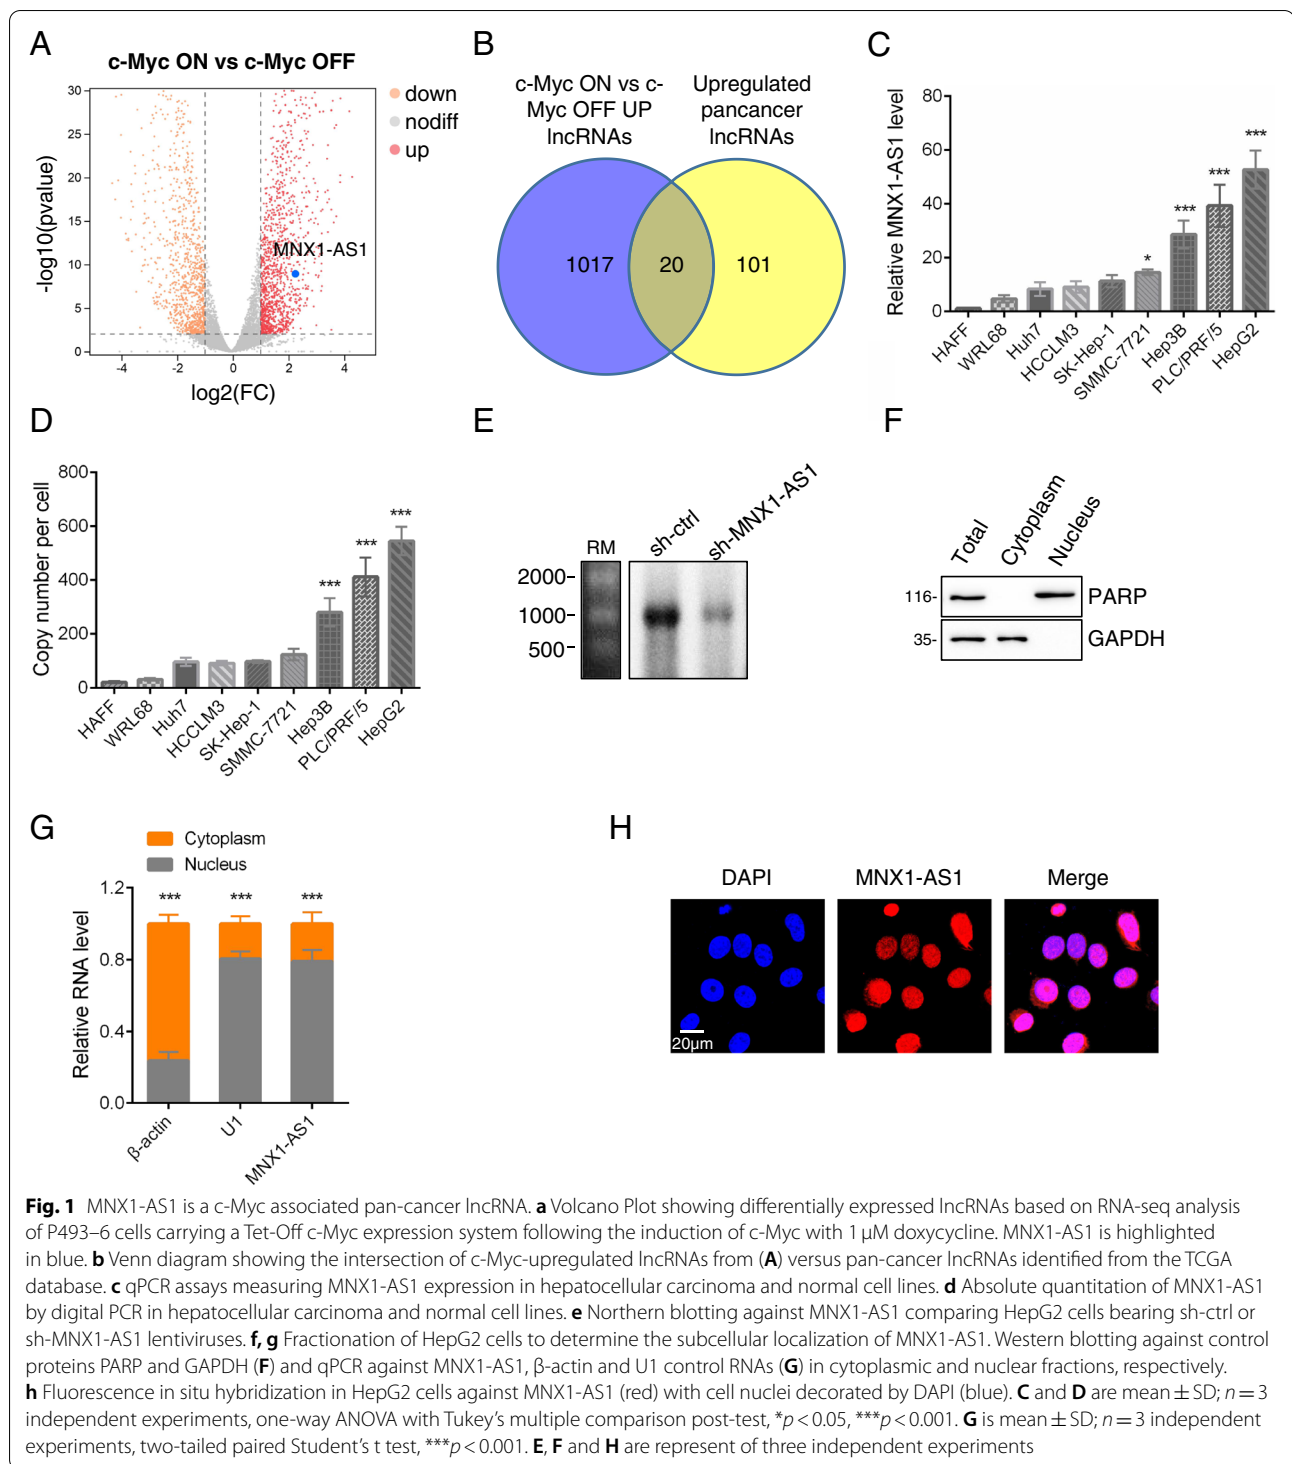 A
c-Myc ON vs c-Myc OFF
down
nodiff
up
30
25
20
15
10
5
0
-log10(pvalue)
MNX1-AS1
-4
-2
0
2
4
log2(FC)
B
c-Myc ON vs c-
Myc OFF UP
lncRNAs
Upregulated
pancancer
lncRNAs
1017
20
101
C
Relative MNX1-AS1 level
80
60
40
20
0
*
***
***
***
HAFF
WRL68
Huh7
HCCLM3
SK-Hep-1
SMMC-7721
Hep3B
PLC/PRF/5
HepG2
D
Copy number per cell
800
600
400
200
0
***
***
***
HAFF
WRL68
Huh7
HCCLM3
SK-Hep-1
SMMC-7721
Hep3B
PLC/PRF/5
HepG2
E
RM
sh-ctrl
sh-MNX1-AS1
2000-
1000-
500-
F
Total
Cytoplasm
Nucleus
116-
PARP
35-
GAPDH
G
Cytoplasm
Nucleus
Relative RNA level
1.2
0.8
0.4
0.0
***
***
***
β-actin
U1
MNX1-AS1
H
DAPI
MNX1-AS1
Merge
20μm
Fig. 1 MNX1-AS1 is a c-Myc associated pan-cancer lncRNA. a Volcano Plot showing differentially expressed lncRNAs based on RNA-seq analysis
of P493–6 cells carrying a Tet-Off c-Myc expression system following the induction of c-Myc with 1 μM doxycycline. MNX1-AS1 is highlighted
in blue. b Venn diagram showing the intersection of c-Myc-upregulated lncRNAs from (A) versus pan-cancer lncRNAs identified from the TCGA
database. c qPCR assays measuring MNX1-AS1 expression in hepatocellular carcinoma and normal cell lines. d Absolute quantitation of MNX1-AS1
by digital PCR in hepatocellular carcinoma and normal cell lines. e Northern blotting against MNX1-AS1 comparing HepG2 cells bearing sh-ctrl or
sh-MNX1-AS1 lentiviruses. f, g Fractionation of HepG2 cells to determine the subcellular localization of MNX1-AS1. Western blotting against control
proteins PARP and GAPDH (F) and qPCR against MNX1-AS1, β-actin and U1 control RNAs (G) in cytoplasmic and nuclear fractions, respectively.
h Fluorescence in situ hybridization in HepG2 cells against MNX1-AS1 (red) with cell nuclei decorated by DAPI (blue). C and D are mean ± SD; n = 3
independent experiments, one-way ANOVA with Tukey's multiple comparison post-test, *p < 0.05, ***p < 0.001. G is mean ± SD; n = 3 independent
experiments, two-tailed paired Student's t test, ***p < 0.001. E, F and H are represent of three independent experiments